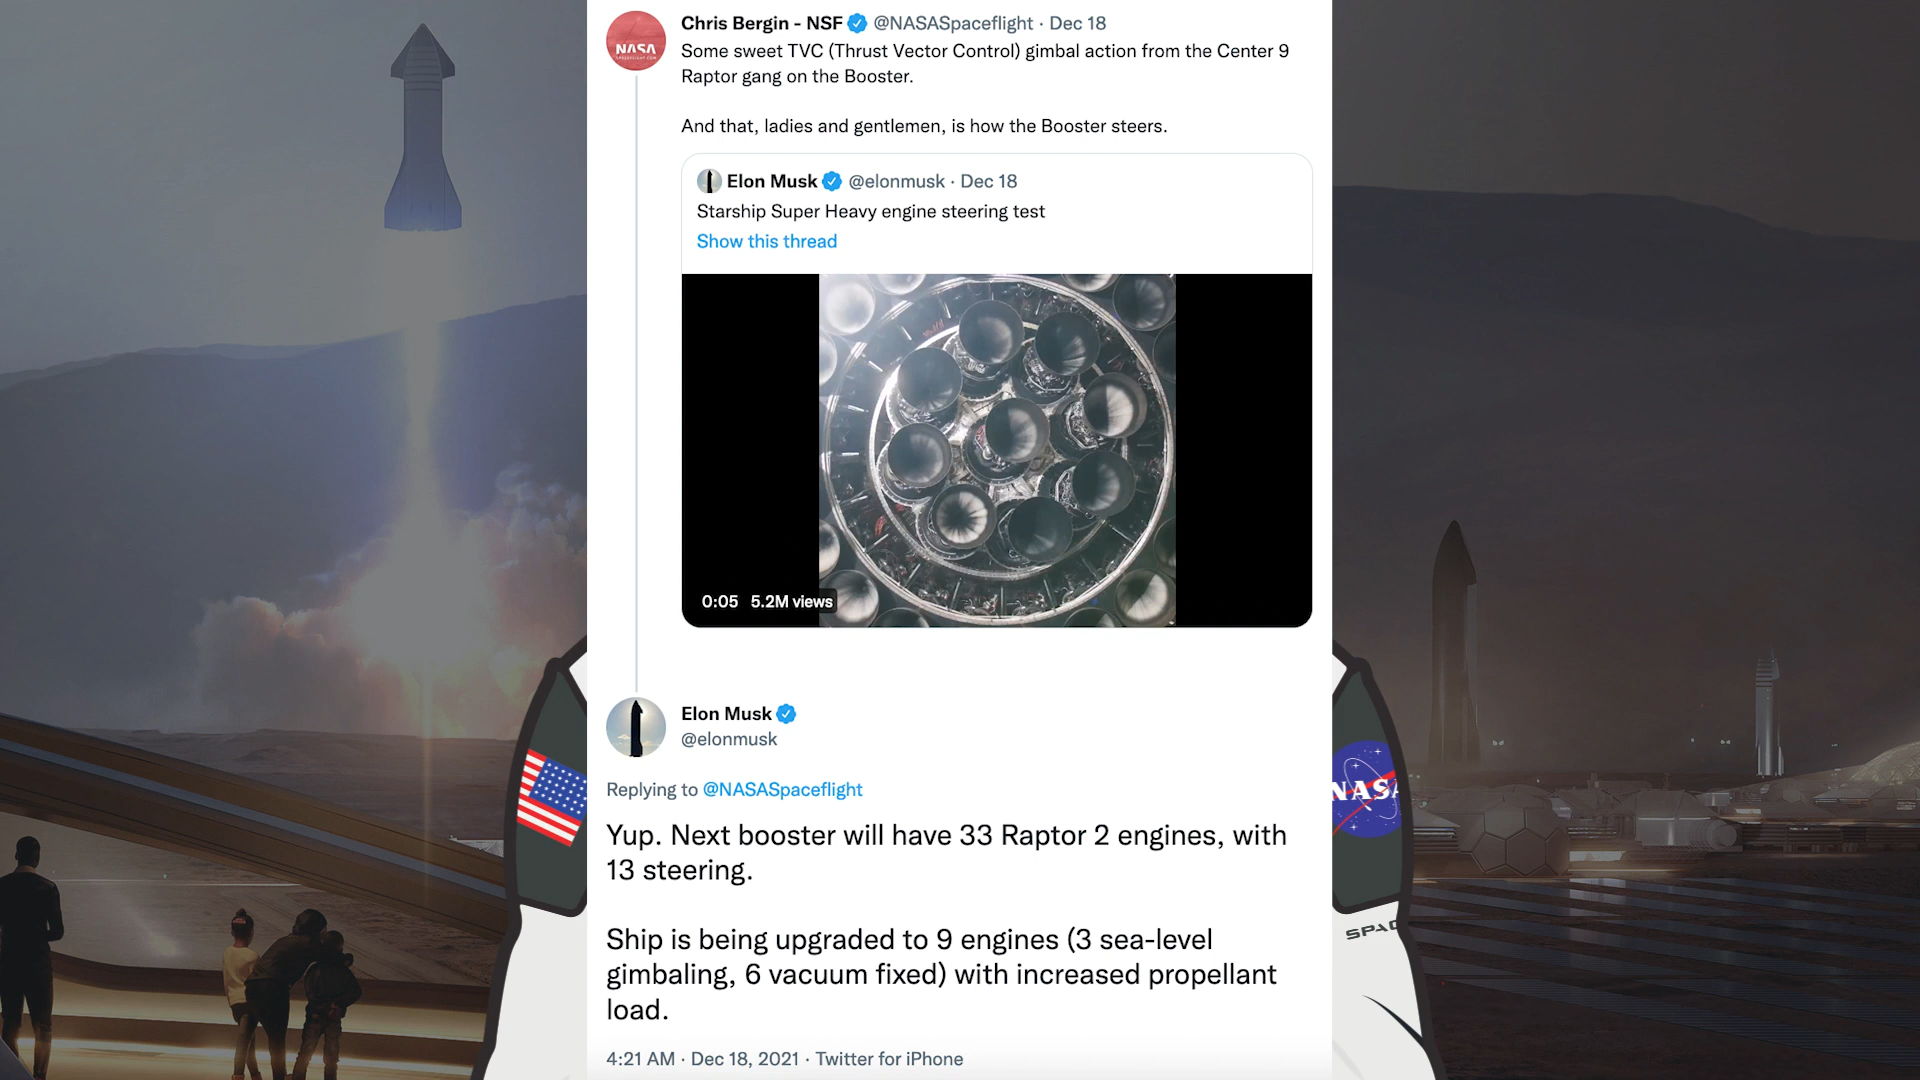 Chris Bergin - NSF @NASASpaceflight · Dec 18
Some sweet TVC (Thrust Vector Control) gimbal action from the Center 9
Raptor gang on the Booster.
And that, ladies and gentlemen, is how the Booster steers.
NASA
SPACEFLIGHT.COM
Elon Musk @elonmusk · Dec 18
Starship Super Heavy engine steering test
Show this thread
0:05 5.2M views
Elon Musk
@elonmusk
Replying to @NASASpaceflight
Yup. Next booster will have 33 Raptor 2 engines, with
13 steering.
Ship is being upgraded to 9 engines (3 sea-level
gimbaling, 6 vacuum fixed) with increased propellant
load.
4:21 AM · Dec 18, 2021 · Twitter for iPhone
NASA
SPAC